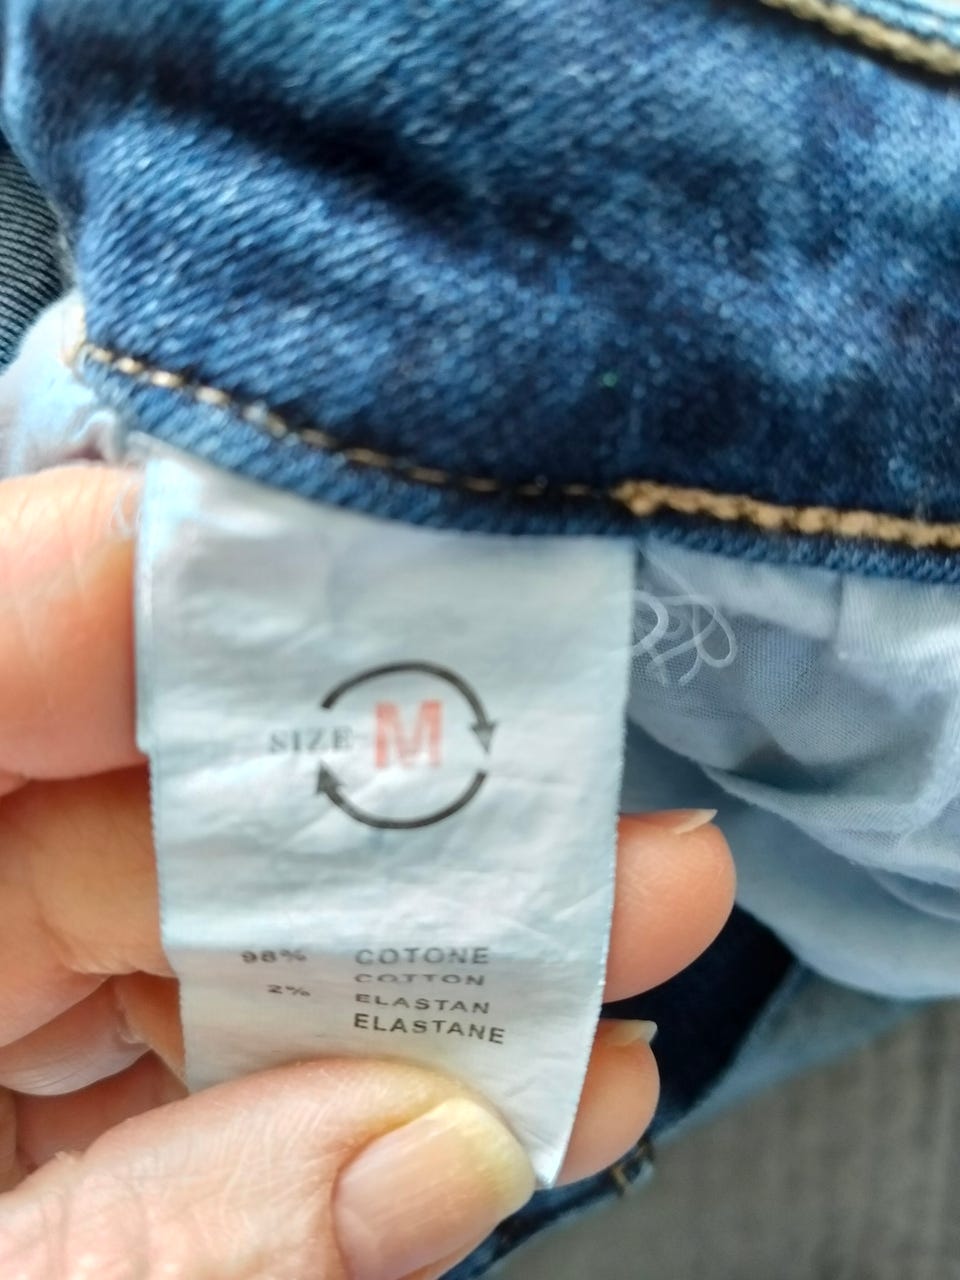 SIZE M
98% COTONE
COTTON
2% ELASTAN
ELASTANE